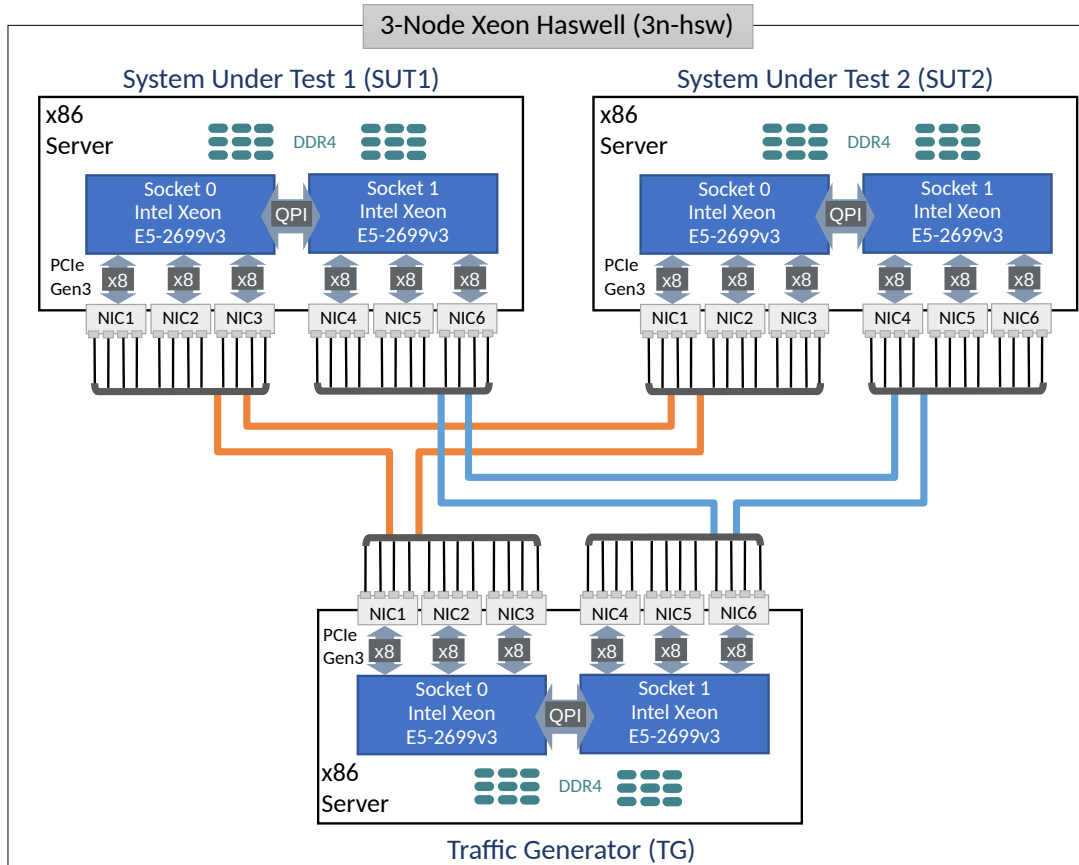 3-Node Xeon Haswell (3n-hsw)
System Under Test 1 (SUT1)
x86
Server
DDR4
Socket 0
Intel Xeon
E5-2699v3
QPI
Socket 1
Intel Xeon
E5-2699v3
PCIe
Gen3
x8
x8
x8
x8
x8
x8
NIC1
NIC2
NIC3
NIC4
NIC5
NIC6
System Under Test 2 (SUT2)
x86
Server
DDR4
Socket 0
Intel Xeon
E5-2699v3
QPI
Socket 1
Intel Xeon
E5-2699v3
PCIe
Gen3
x8
x8
x8
x8
x8
x8
NIC1
NIC2
NIC3
NIC4
NIC5
NIC6
NIC1
NIC2
NIC3
NIC4
NIC5
NIC6
PCIe
Gen3
x8
x8
x8
x8
x8
x8
Socket 0
Intel Xeon
E5-2699v3
QPI
Socket 1
Intel Xeon
E5-2699v3
x86
Server
DDR4
Traffic Generator (TG)